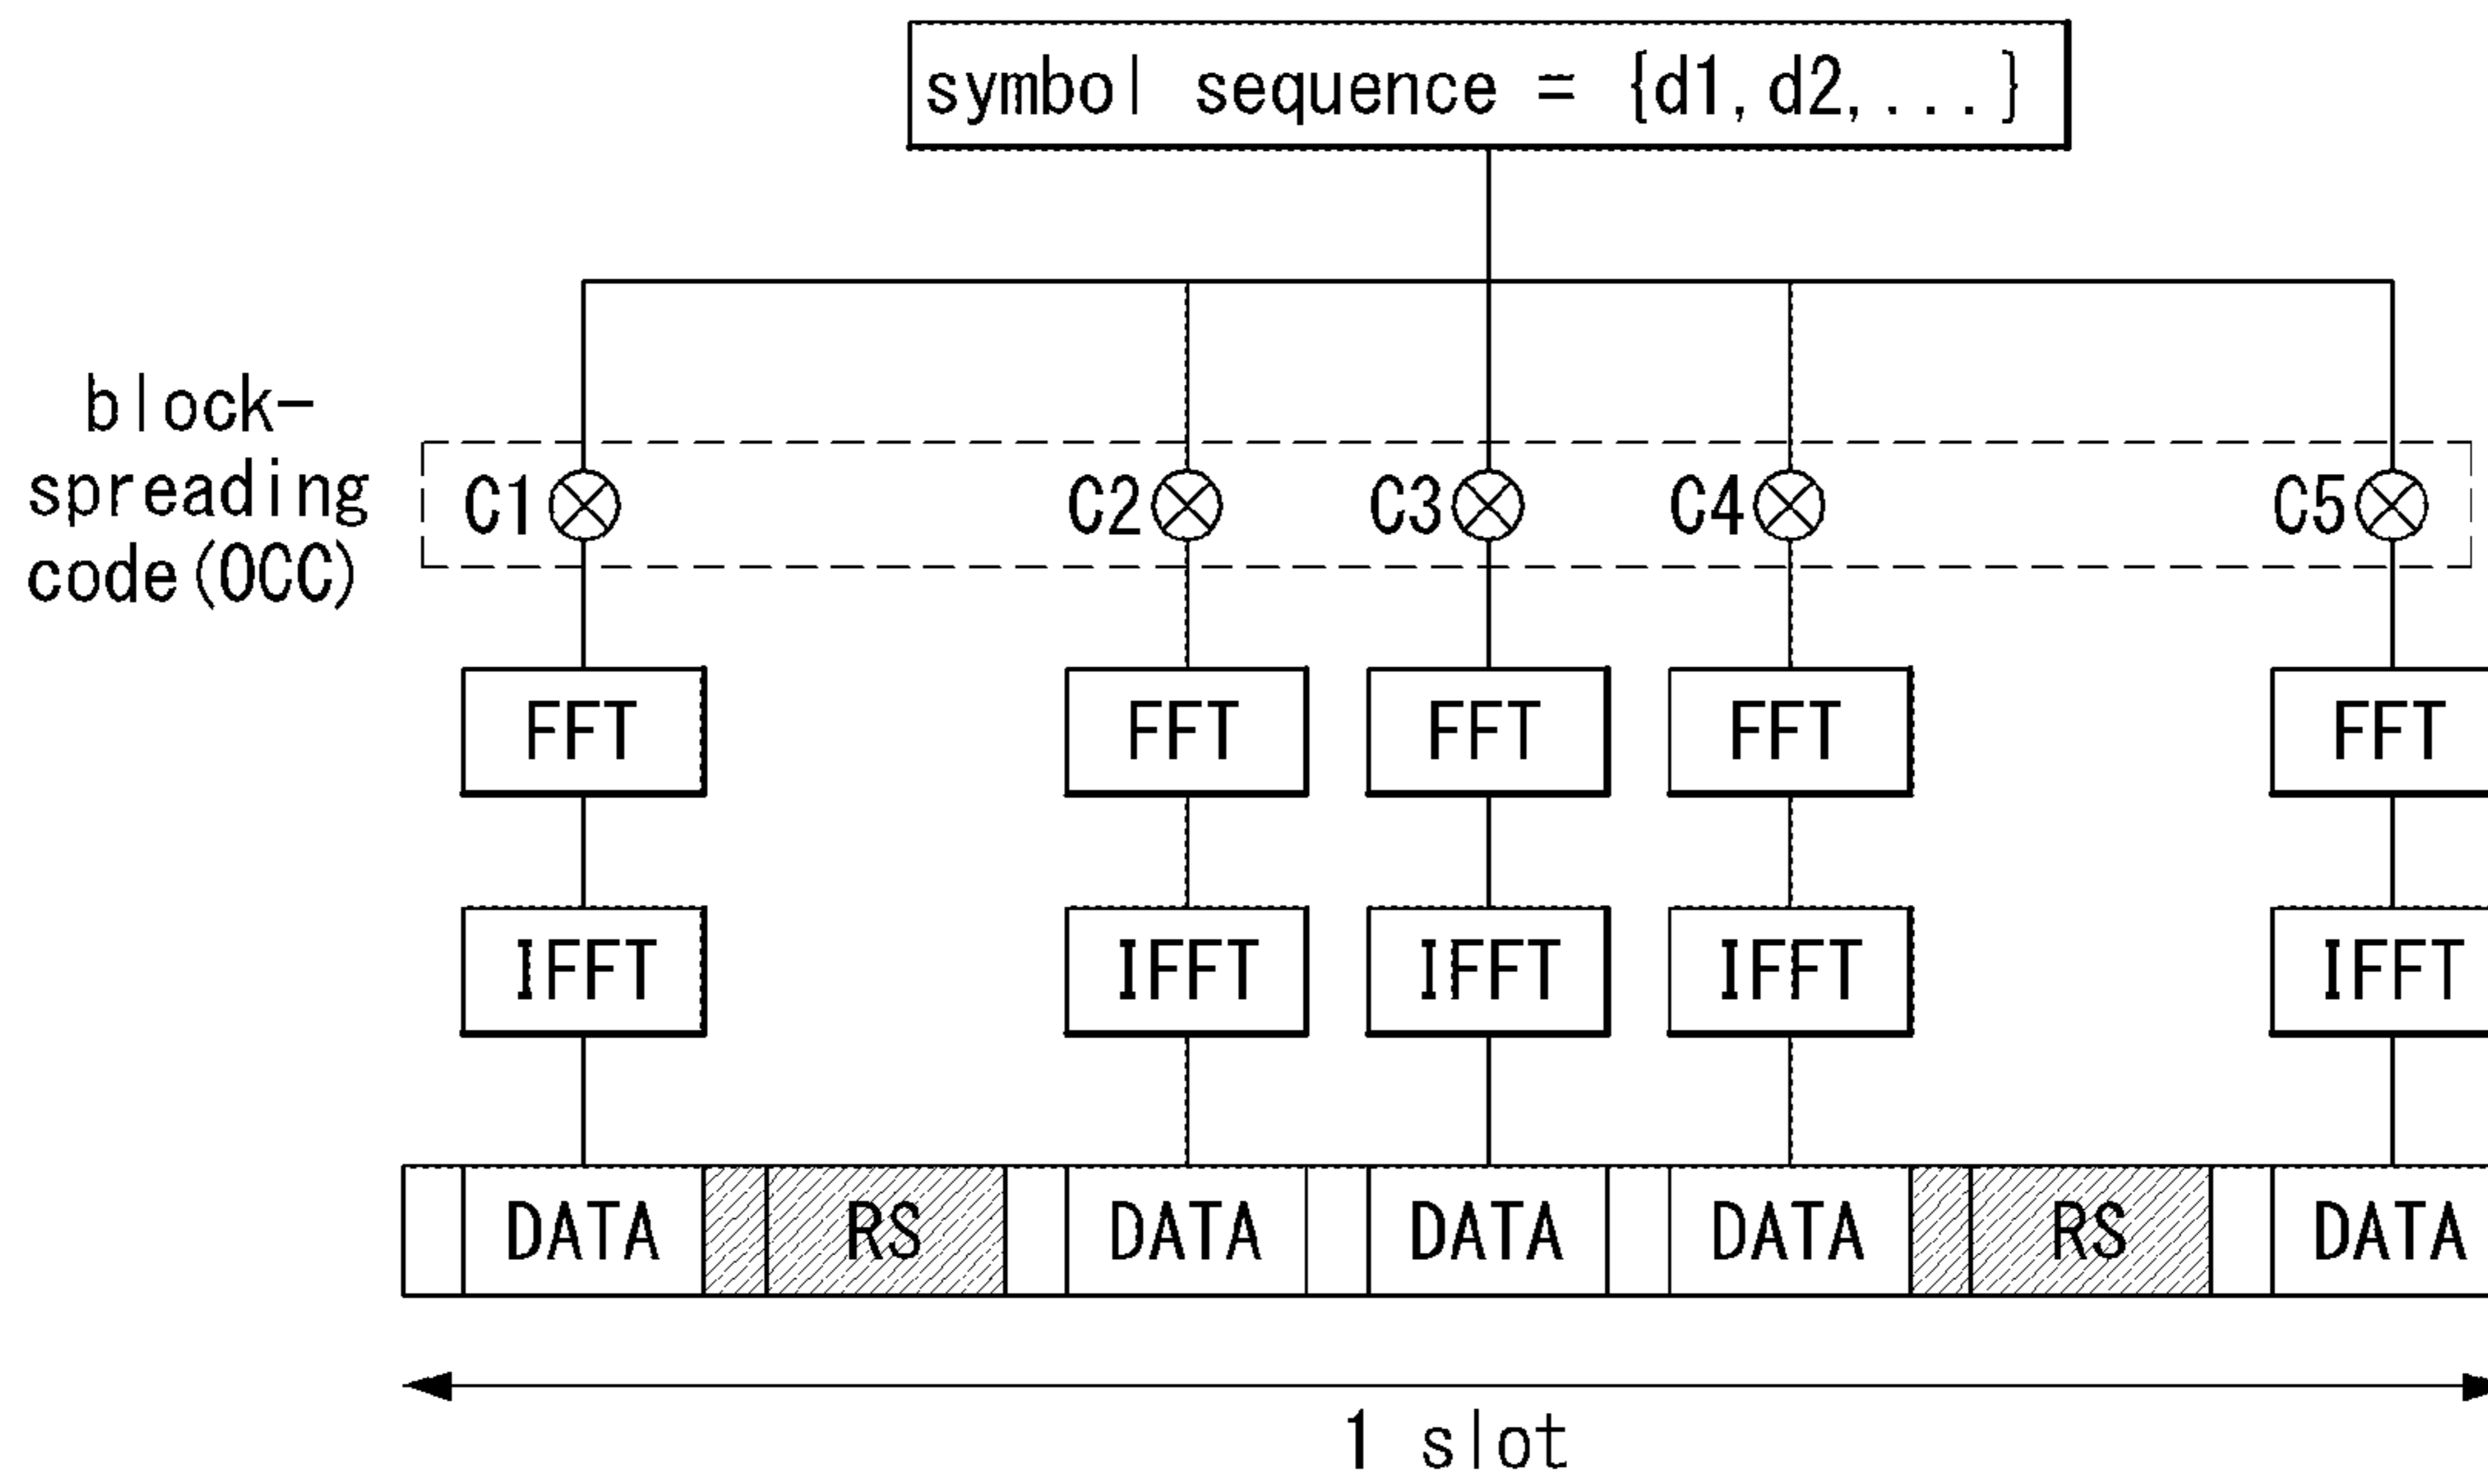 symbol sequence = {d1,d2,...}
block-
spreading
code(OCC)
C1 C2 C3 C4 C5
FFT FFT FFT FFT FFT
IFFT IFFT IFFT IFFT IFFT
DATA RS DATA DATA DATA RS DATA
1 slot